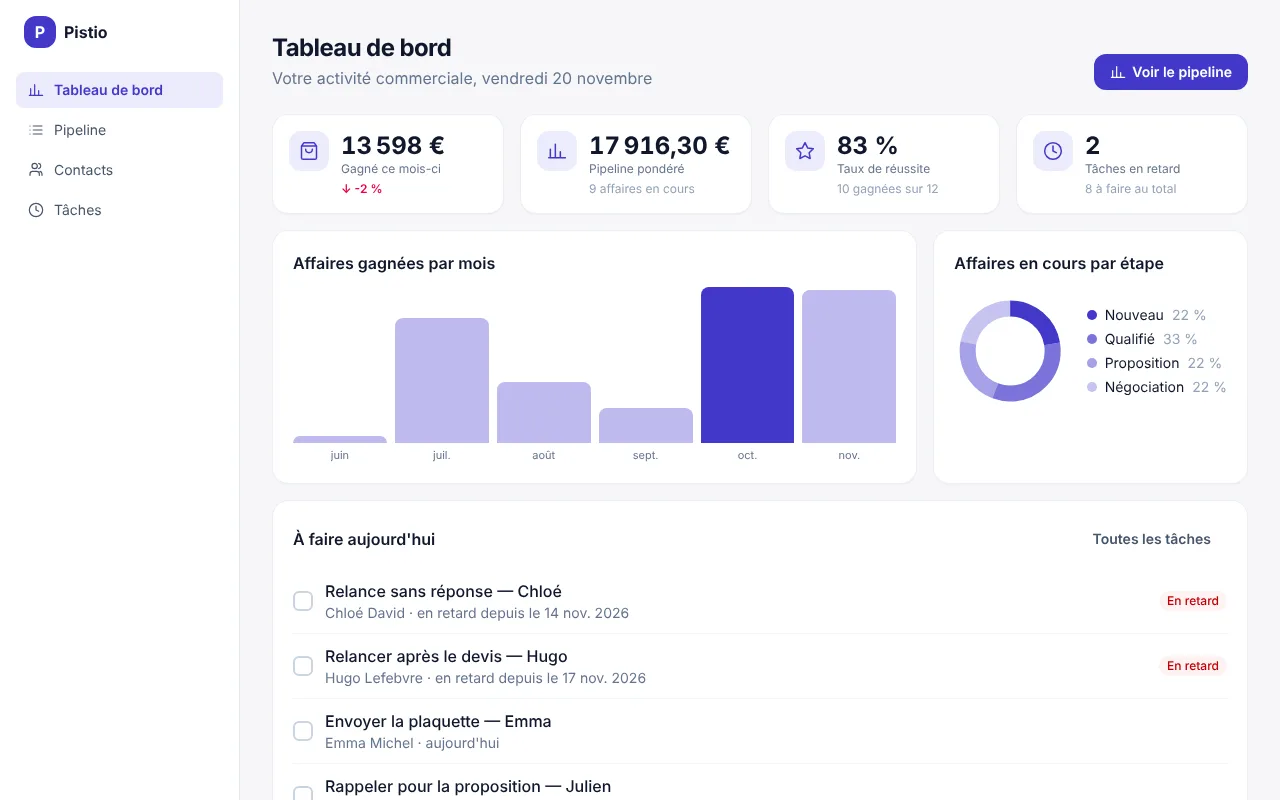 P Pistio
Tableau de bord
Pipeline
Contacts
Tâches
Tableau de bord
Votre activité commerciale, vendredi 20 novembre
Voir le pipeline
13 598 €
Gagné ce mois-ci
↓ -2 %
17 916,30 €
Pipeline pondéré
9 affaires en cours
83 %
Taux de réussite
10 gagnées sur 12
2
Tâches en retard
8 à faire au total
Affaires gagnées par mois
juin juil. août sept. oct. nov.
Affaires en cours par étape
Nouveau 22 %
Qualifié 33 %
Proposition 22 %
Négociation 22 %
À faire aujourd'hui
Toutes les tâches
Relance sans réponse — Chloé
Chloé David · en retard depuis le 14 nov. 2026
En retard
Relancer après le devis — Hugo
Hugo Lefebvre · en retard depuis le 17 nov. 2026
En retard
Envoyer la plaquette — Emma
Emma Michel · aujourd'hui
Rappeler pour la proposition — Julien